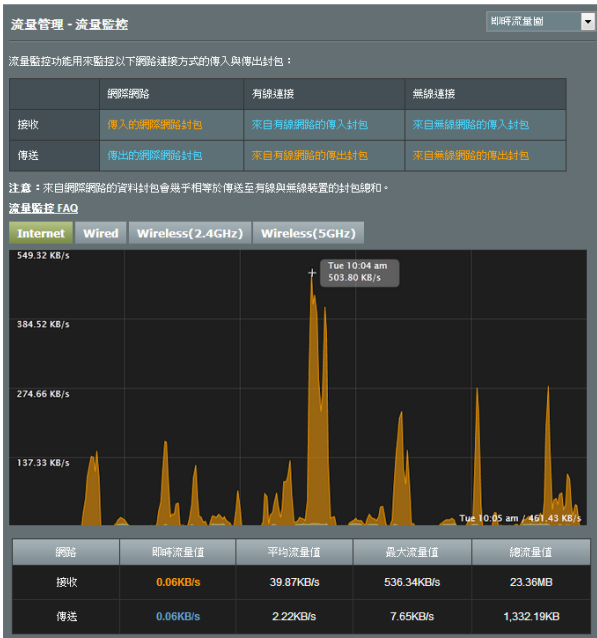 流量管理 - 流量監控
即時流量圖
流量監控功能用來監控以下網路連接方式的傳入與傳出封包：
網際網路 有線連接 無線連接
接收 傳入的網際網路封包 來自有線網路的傳入封包 來自無線網路的傳入封包
傳送 傳出的網際網路封包 來自有線網路的傳出封包 來自無線網路的傳出封包
注意：來自網際網路的資料封包會幾乎相等於傳送至有線與無線裝置的封包總和。
流量監控 FAQ
Internet Wired Wireless(2.4GHz) Wireless(5GHz)
549.32 KB/s
Tue 10:04 am
503.80 KB/s
384.52 KB/s
274.66 KB/s
137.33 KB/s
Tue 10:05 am / 461.43 KB/s
網路 即時流量值 平均流量值 最大流量值 總流量值
接收 0.06KB/s 39.87KB/s 536.34KB/s 23.36MB
傳送 0.06KB/s 2.22KB/s 7.65KB/s 1,332.19KB